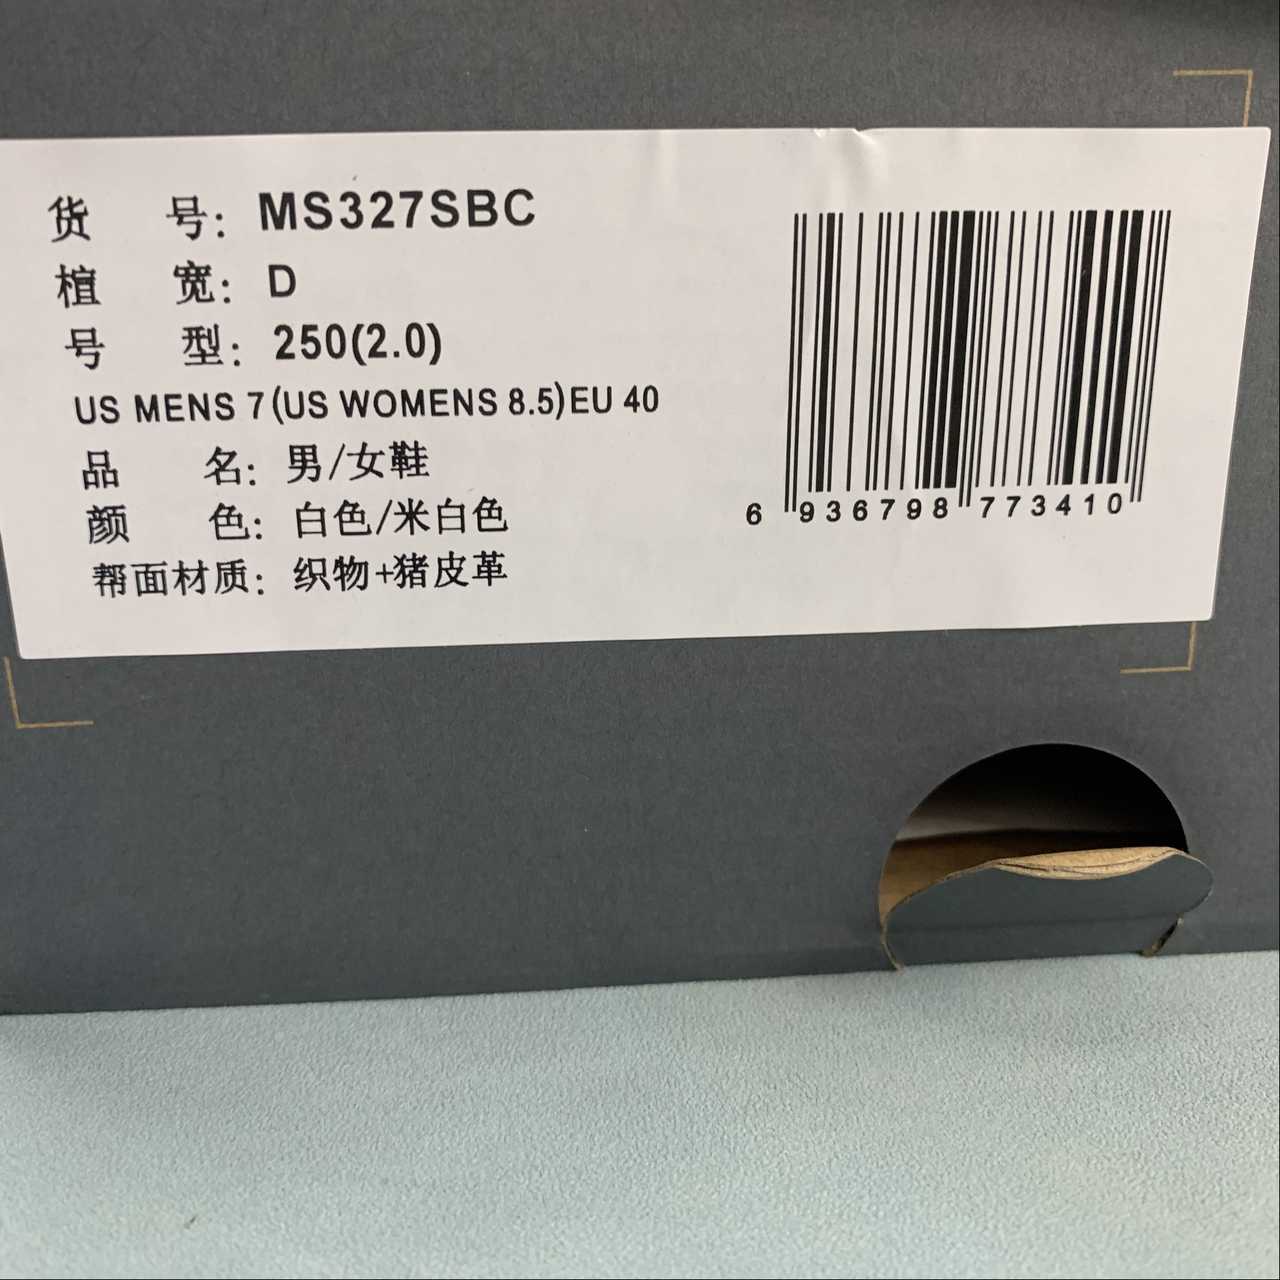 货 号: MS327SBC
楦 宽: D
号 型: 250(2.0)
US MENS 7(US WOMENS 8.5)EU 40
品 名: 男/女鞋
颜 色: 白色/米白色
帮面材质: 织物+猪皮革
6 936798 773410